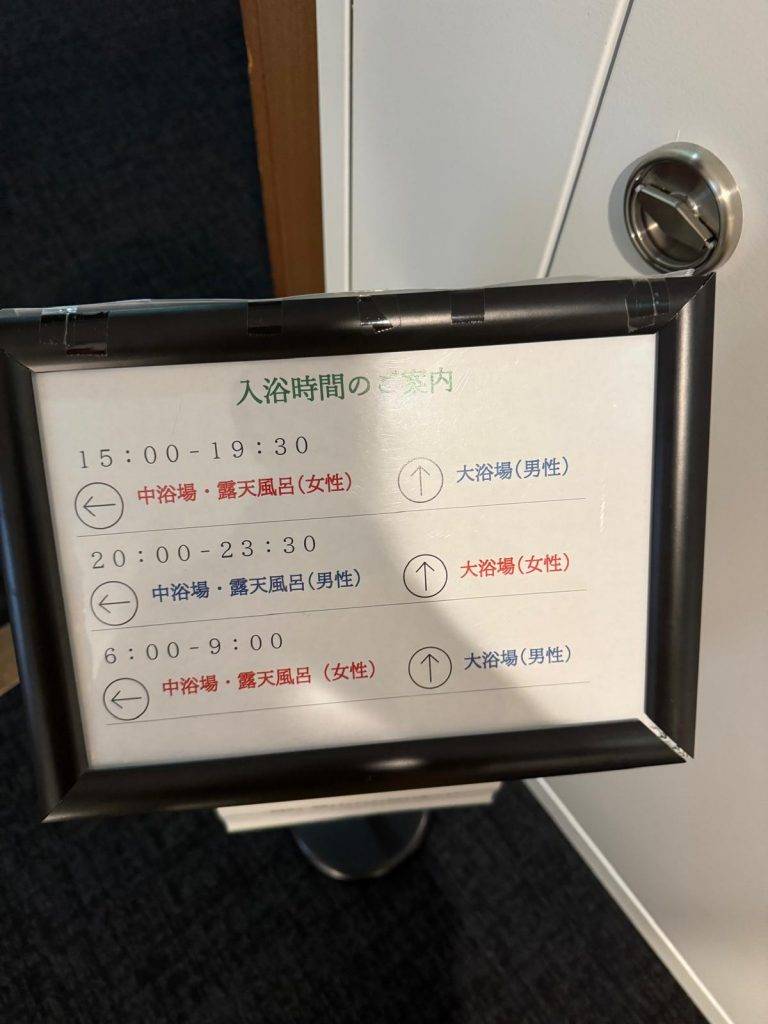 入浴時間のご案内
15:00-19:30
← 中浴場・露天風呂(女性) ↑ 大浴場(男性)
20:00-23:30
← 中浴場・露天風呂(男性) ↑ 大浴場(女性)
6:00-9:00
← 中浴場・露天風呂(女性) ↑ 大浴場(男性)